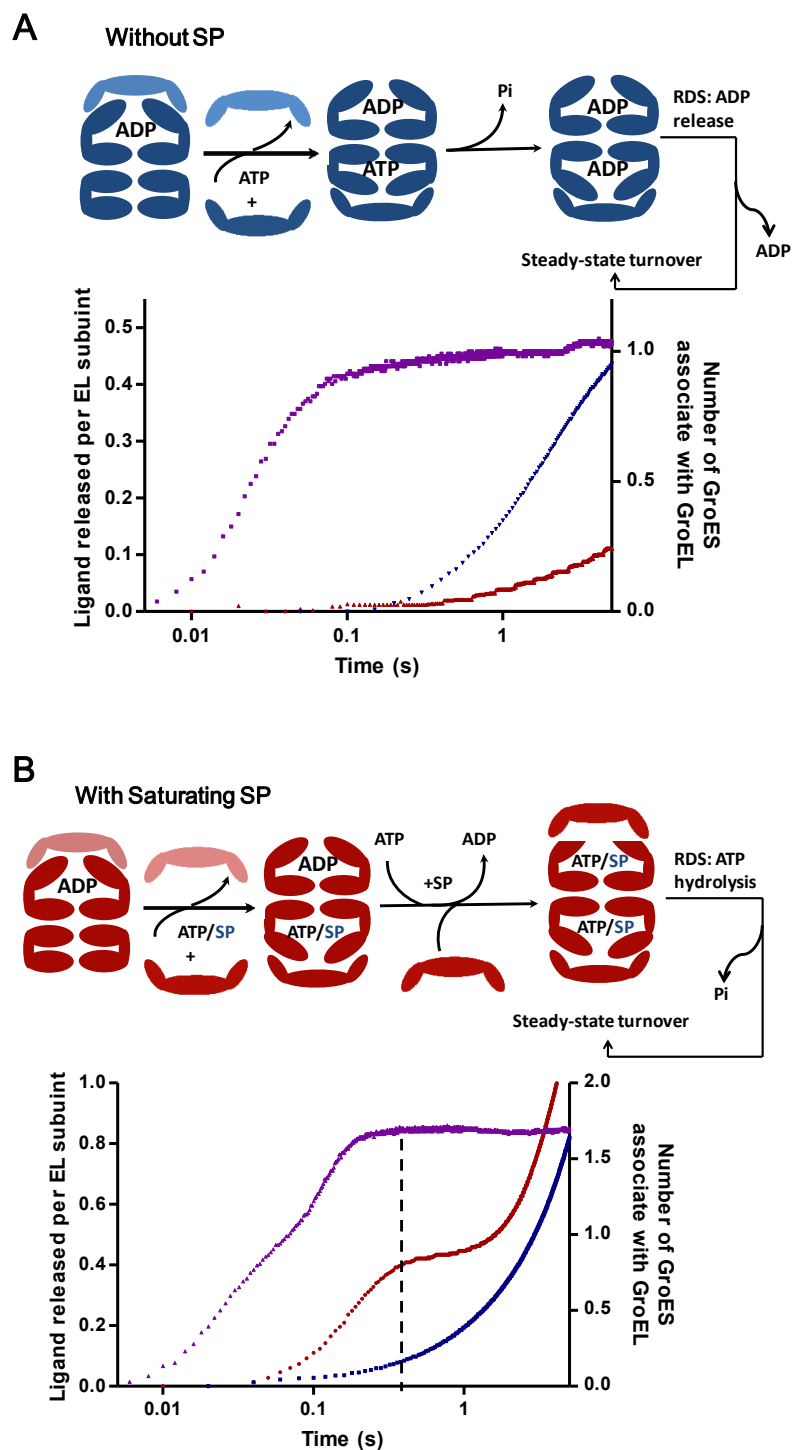 A
Without SP
ADP
ATP
+
ADP
ATP
Pi
ADP
ADP
RDS: ADP
release
ADP
Steady-state turnover
Ligand released per EL subuint
0.5
0.4
0.3
0.2
0.1
0.0
0.01
0.1
1
Time (s)
1.0
0.5
0.0
Number of GroES
associate with GroEL
B
With Saturating SP
ADP
ATP/SP
+
ADP
ATP/SP
ATP
ADP
+SP
ATP/SP
ATP/SP
RDS: ATP
hydrolysis
Pi
Steady-state turnover
Ligand released per EL subuint
1.0
0.8
0.6
0.4
0.2
0.0
0.01
0.1
1
Time (s)
2.0
1.5
1.0
0.5
0.0
Number of GroES
associate with GroEL